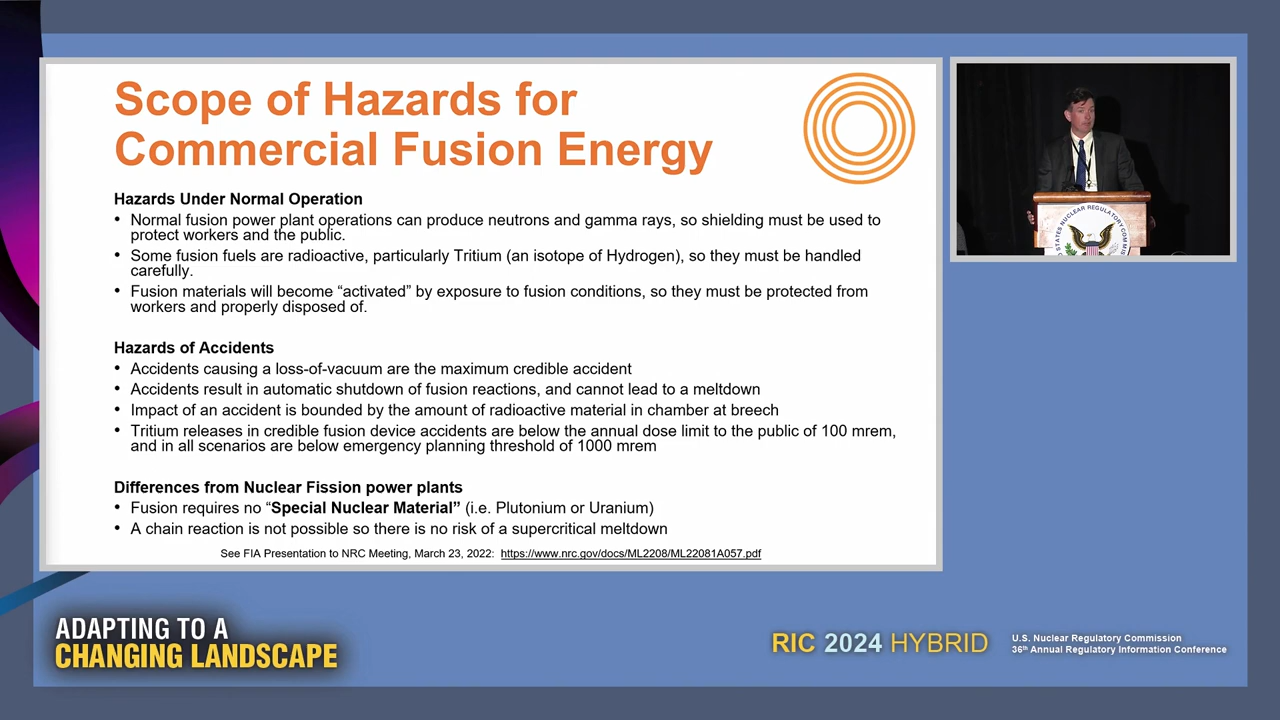 Scope of Hazards for
Commercial Fusion Energy
Hazards Under Normal Operation
• Normal fusion power plant operations can produce neutrons and gamma rays, so shielding must be used to
protect workers and the public.
• Some fusion fuels are radioactive, particularly Tritium (an isotope of Hydrogen), so they must be handled
carefully.
• Fusion materials will become “activated” by exposure to fusion conditions, so they must be protected from
workers and properly disposed of.
Hazards of Accidents
• Accidents causing a loss-of-vacuum are the maximum credible accident
• Accidents result in automatic shutdown of fusion reactions, and cannot lead to a meltdown
• Impact of an accident is bounded by the amount of radioactive material in chamber at breech
• Tritium releases in credible fusion device accidents are below the annual dose limit to the public of 100 mrem,
and in all scenarios are below emergency planning threshold of 1000 mrem
Differences from Nuclear Fission power plants
• Fusion requires no “Special Nuclear Material” (i.e. Plutonium or Uranium)
• A chain reaction is not possible so there is no risk of a supercritical meltdown
See FIA Presentation to NRC Meeting, March 23, 2022: https://www.nrc.gov/docs/ML2208/ML22081A057.pdf
STATES NUCLEAR REGULATORY
ADAPTING TO A
CHANGING LANDSCAPE
RIC 2024 HYBRID
U.S. Nuclear Regulatory Commission
36th Annual Regulatory Information Conference